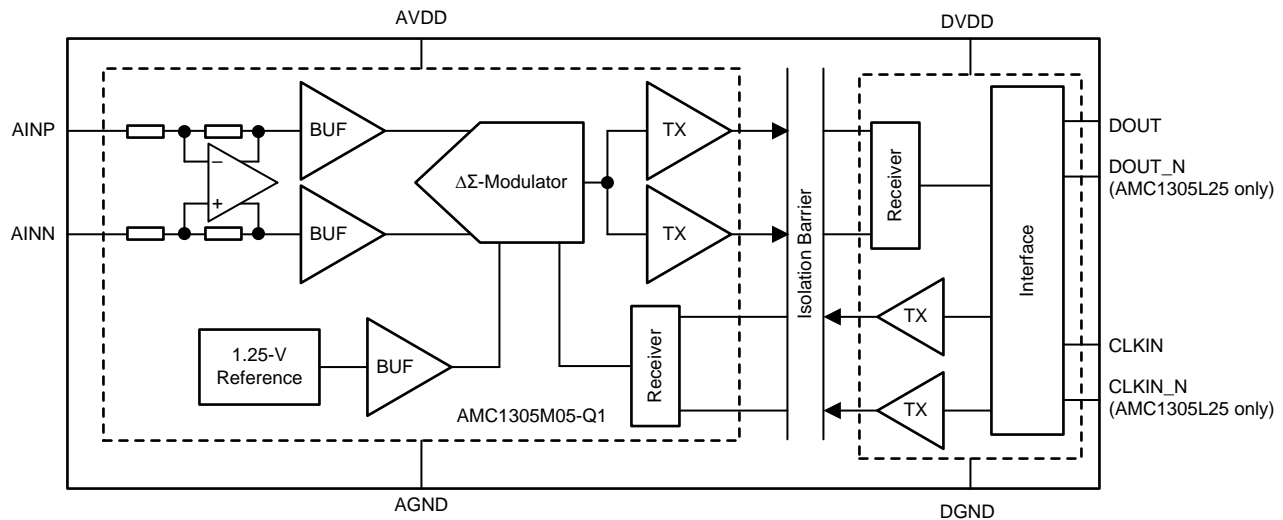 AVDD
DVDD
AINP
AINN
−
+
BUF
BUF
ΔΣ-Modulator
TX
TX
Isolation Barrier
Receiver
Interface
DOUT
DOUT_N
(AMC1305L25 only)
1.25-V
Reference
BUF
Receiver
TX
TX
CLKIN
CLKIN_N
(AMC1305L25 only)
AMC1305M05-Q1
AGND
DGND